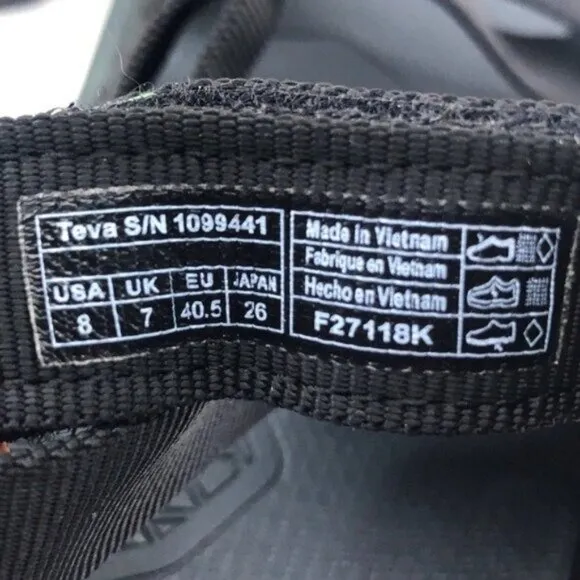 Teva S/N 1099441
USA UK EU JAPAN
8 7 40.5 26
Made in Vietnam
Fabriqué en Vietnam
Hecho en Vietnam
F27118K